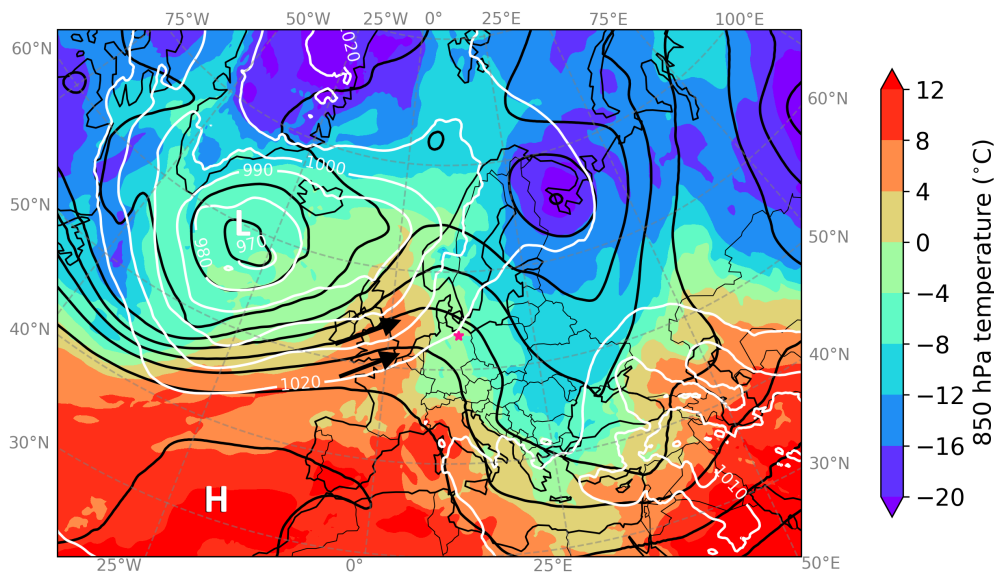 75°W 50°W 25°W 0° 25°E 75°E 100°E
60°N
50°N
40°N
30°N
60°N
50°N
40°N
30°N
25°W 0° 25°E 50°E
1020
1000
990
980
970
L
1020
1010
H
12
8
4
0
−4
−8
−12
−16
−20
850 hPa temperature (°C)